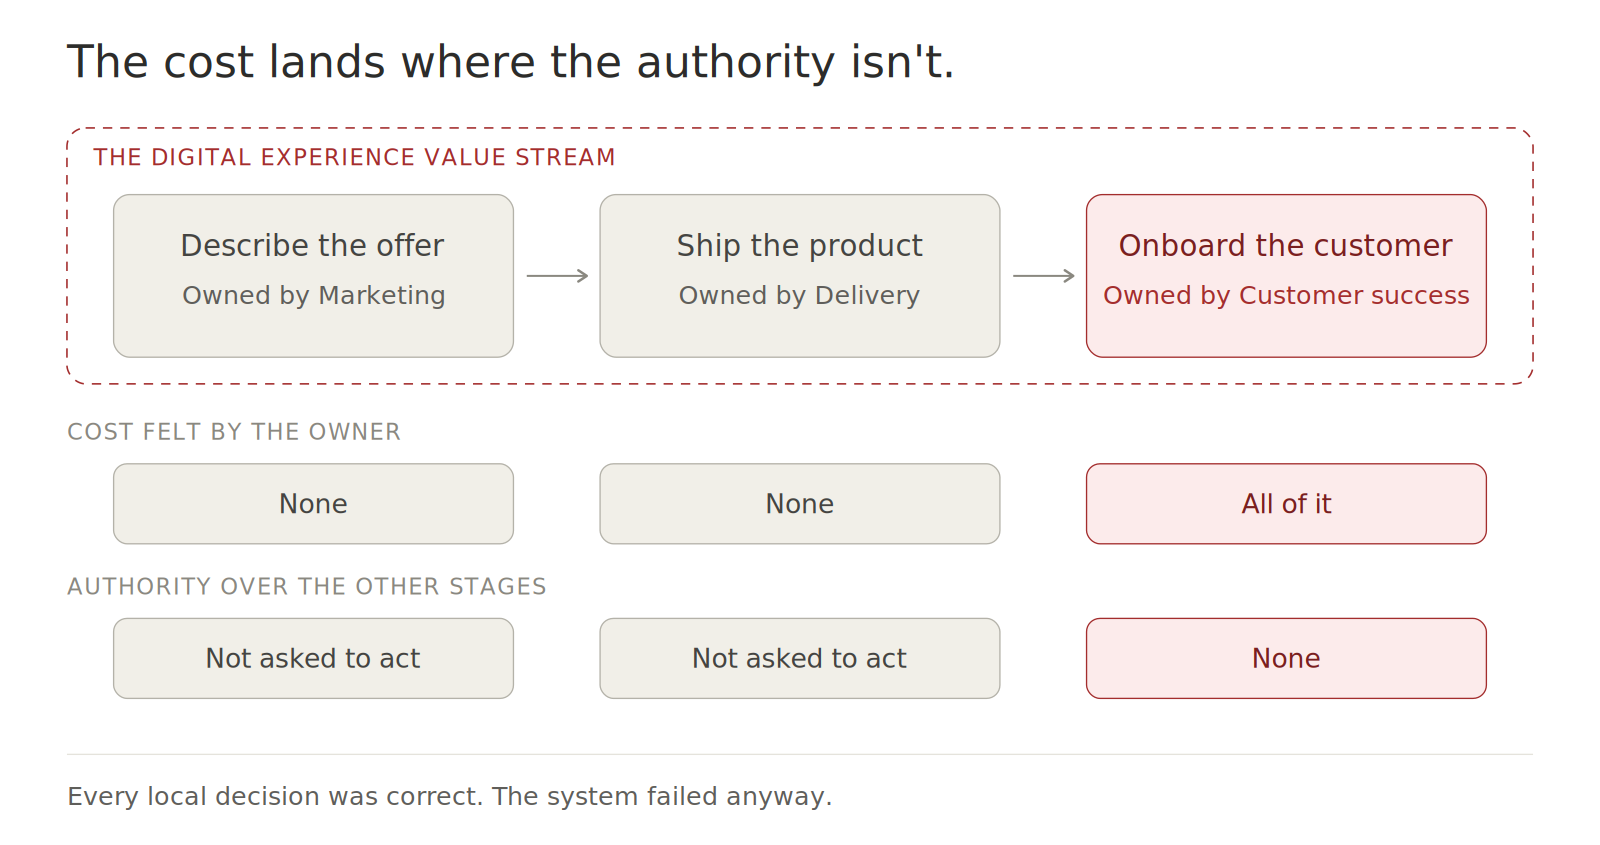 The cost lands where the authority isn't.
THE DIGITAL EXPERIENCE VALUE STREAM
Describe the offer
Owned by Marketing
Ship the product
Owned by Delivery
Onboard the customer
Owned by Customer success
COST FELT BY THE OWNER
None
None
All of it
AUTHORITY OVER THE OTHER STAGES
Not asked to act
Not asked to act
None
Every local decision was correct. The system failed anyway.